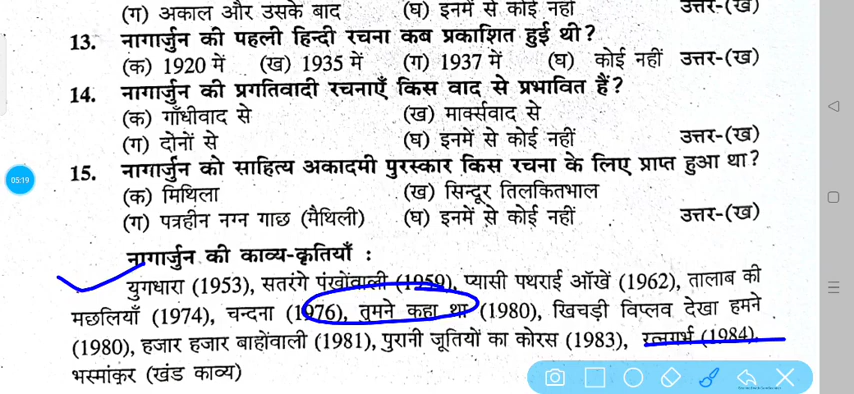 (ग) अकाल और उसके बाद (घ) इनमें से कोई नहीं उत्तर-(ख)
13. नागार्जुन की पहली हिन्दी रचना कब प्रकाशित हुई थी?
(क) 1920 में (ख) 1935 में (ग) 1937 में (घ) कोई नहीं उत्तर-(ख)
14. नागार्जुन की प्रगतिवादी रचनाएँ किस वाद से प्रभावित हैं?
(क) गाँधीवाद से (ख) मार्क्सवाद से
(ग) दोनों से (घ) इनमें से कोई नहीं उत्तर-(ख)
15. नागार्जुन को साहित्य अकादमी पुरस्कार किस रचना के लिए प्राप्त हुआ था?
05:19
(क) मिथिला (ख) सिन्दूर तिलकितभाल
(ग) पत्रहीन नग्न गाछ (मैथिली) (घ) इनमें से कोई नहीं उत्तर-(ख)
नागार्जुन की काव्य-कृतियाँ :
युगधारा (1953), सतरंगे पंखोंवाली (1959), प्यासी पथराई आँखें (1962), तालाब की
मछलियाँ (1974), चन्दना (1976), तुमने कहा था (1980), खिचड़ी विप्लव देखा हमने
(1980), हजार हजार बाहोंवाली (1981), पुरानी जूतियों का कोरस (1983), रत्नगर्भ (1984),
भस्मांकुर (खंड काव्य)